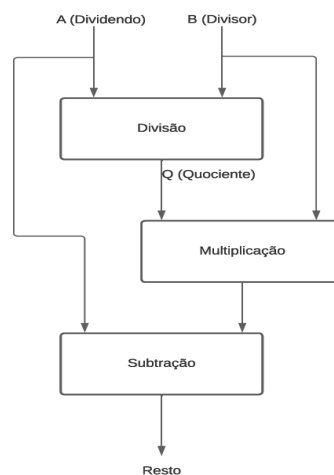 A (Dividendo)
B (Divisor)
Divisão
Q (Quociente)
Multiplicação
Subtração
Resto